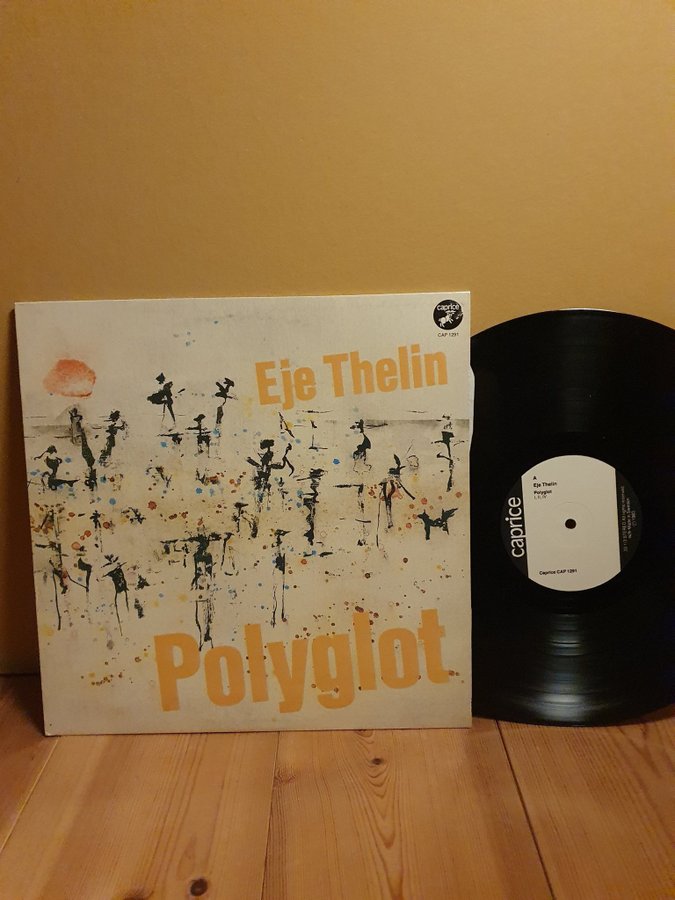 caprice
CAP 1291
Eje Thelin
Polyglot
caprice
A
Eje Thelin
Polyglot
Caprice CAP 1291